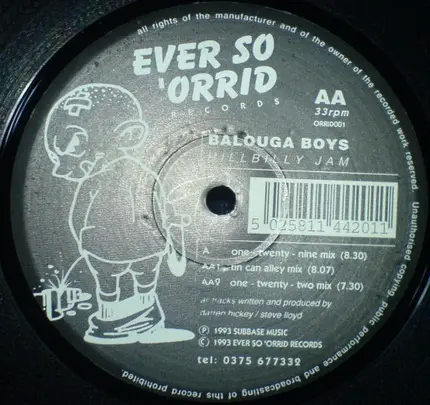 all rights of the manufacturer and of the owner of the recorded work reserved. Unauthorised copying, public performance and broadcasting of this record prohibited.
EVER SO
'ORRID
RECORDS
AA
33rpm
ORRID001
BALOUGA BOYS
HILLBILLY JAM
5 025811 442011
A one - twenty - nine mix (8.30)
AA1 tin can alley mix (8.07)
AA2 one - twenty - two mix (7.30)
all tracks written and produced by
darren hickey / steve lloyd
Ⓟ 1993 SUBBASE MUSIC
© 1993 EVER SO 'ORRID RECORDS
tel: 0375 677332